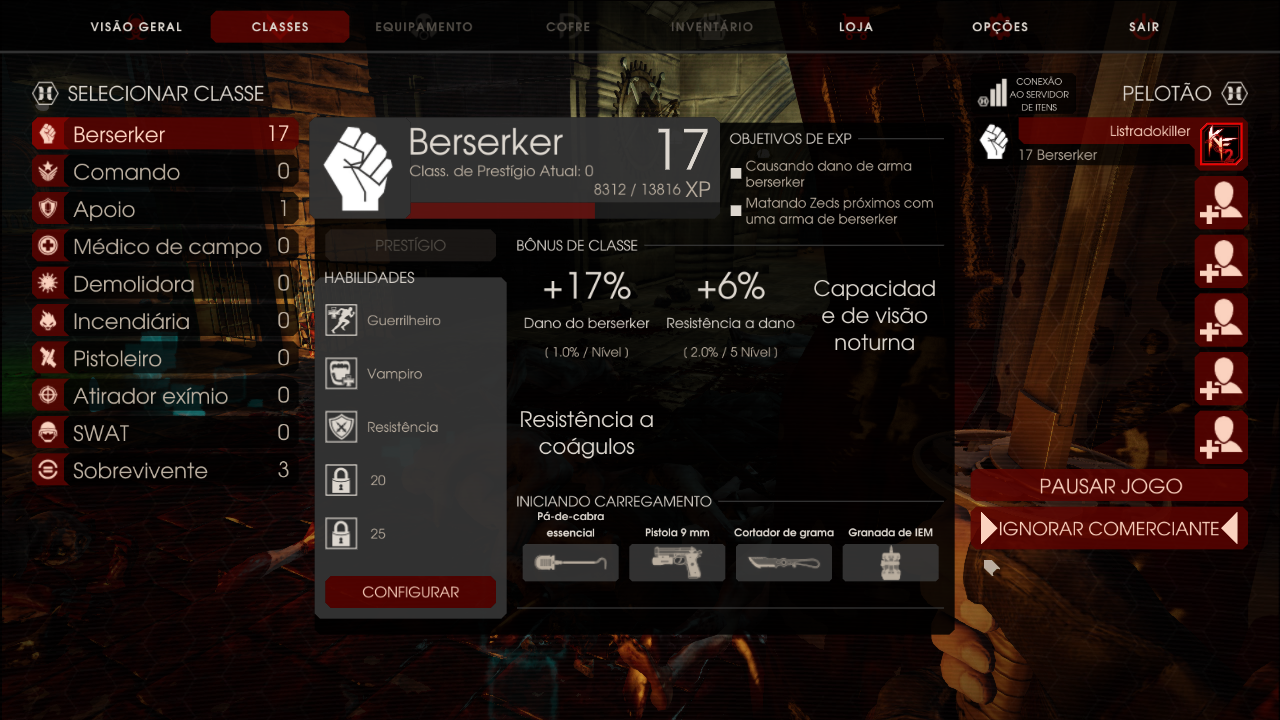 VISÃO GERAL
CLASSES
EQUIPAMENTO
COFRE
INVENTÁRIO
LOJA
OPÇÕES
SAIR
SELECIONAR CLASSE
Berserker 17
Comando 0
Apoio 1
Médico de campo 0
Demolidora 0
Incendiária 0
Pistoleiro 0
Atirador exímio 0
SWAT 0
Sobrevivente 3
Berserker
17
Class. de Prestígio Atual: 0
8312 / 13816 XP
PRESTÍGIO
HABILIDADES
Guerrilheiro
Vampiro
Resistência
20
25
CONFIGURAR
OBJETIVOS DE EXP
Causando dano de arma
berserker
Matando Zeds próximos com
uma arma de berserker
BÔNUS DE CLASSE
+17%
Dano do berserker
( 1.0% / Nível )
+6%
Resistência a dano
( 2.0% / 5 Nível )
Capacidad
e de visão
noturna
Resistência a
coágulos
INICIANDO CARREGAMENTO
Pá-de-cabra
essencial
Pistola 9 mm
Cortador de grama
Granada de IEM
CONEXÃO
AO SERVIDOR
DE ITENS
PELOTÃO
Listradokiller
17 Berserker
KF2
PAUSAR JOGO
IGNORAR COMERCIANTE